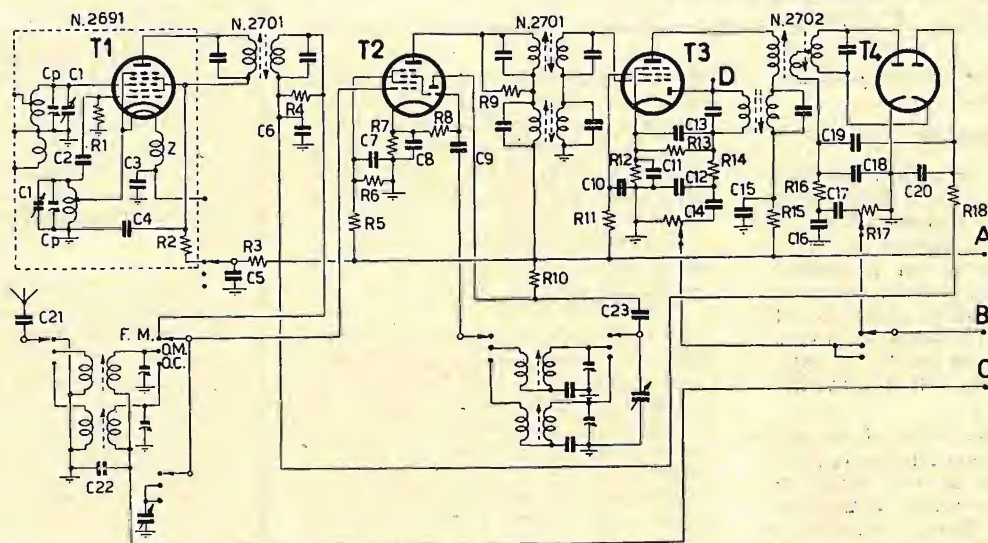 N.2691
N.2701
N.2701
N.2702
T1
T2
T3
T4
Cp
C1
R1
C2
C3
Z
C1
Cp
C4
R2
R3
C5
R4
C6
R7
R8
C7
C8
R6
R5
C9
R9
R10
D
C13
R13
R12
C11
R14
C10
C12
R11
C14
C15
R15
C19
C18
R16
C17
C16
R17
C20
R18
A
B
C
C21
F.M.
O.M.
O.C.
C22
C23